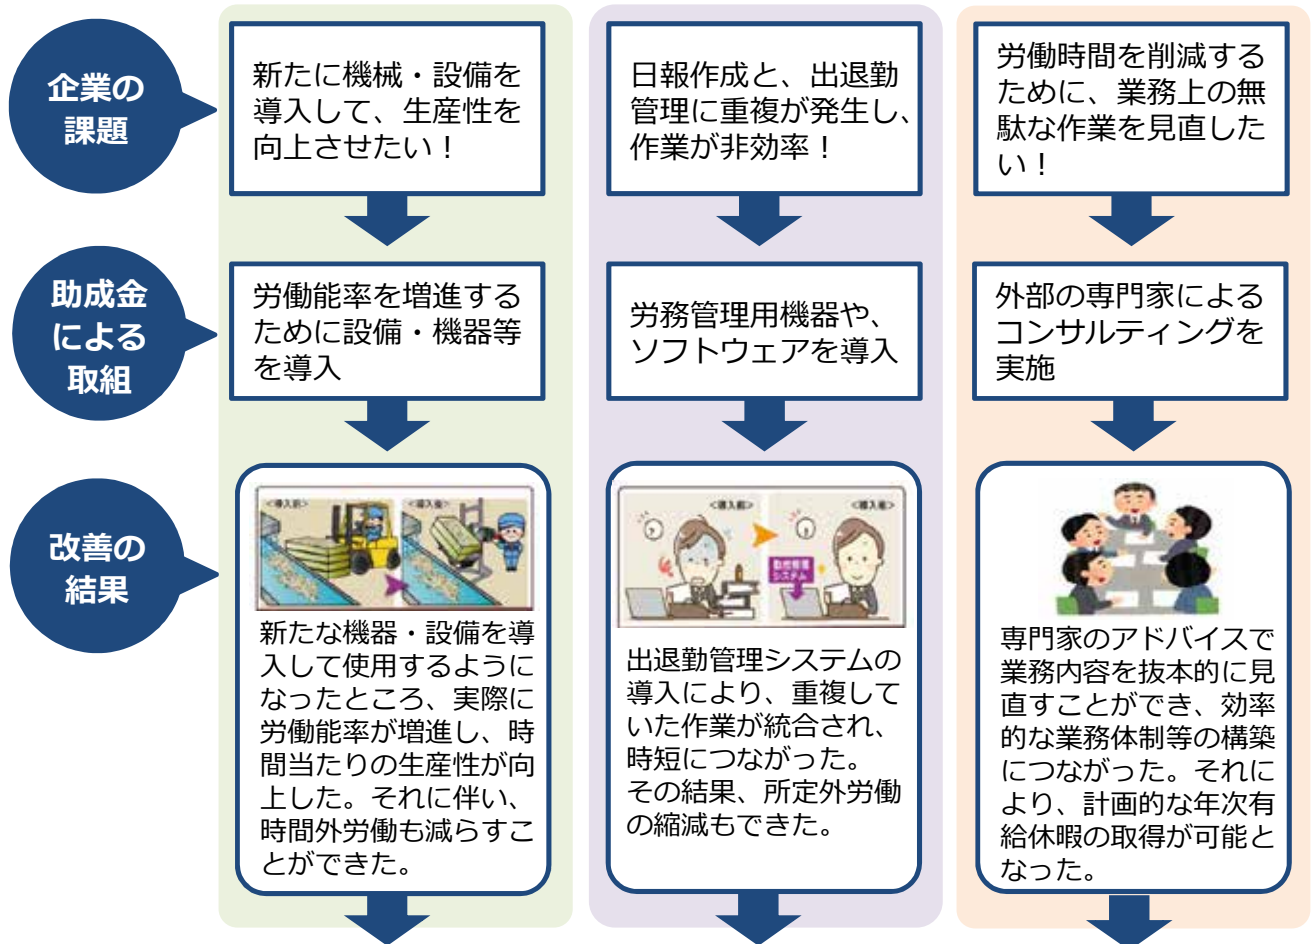 企業の
課題
新たに機械・設備を
導入して、生産性を
向上させたい！
日報作成と、出退勤
管理に重複が発生し、
作業が非効率！
労働時間を削減する
ために、業務上の無
駄な作業を見直した
い！
助成金
による
取組
労働能率を増進する
ために設備・機器等
を導入
労務管理用機器や、
ソフトウェアを導入
外部の専門家による
コンサルティングを
実施
改善の
結果
<導入前>
<導入後>
新たな機器・設備を導
入して使用するように
なったところ、実際に
労働能率が増進し、時
間当たりの生産性が向
上した。それに伴い、
時間外労働も減らすこ
とができた。
<導入前>
<導入後>
システム
出退勤管理システムの
導入により、重複して
いた作業が統合され、
時短につながった。
その結果、所定外労働
の縮減もできた。
専門家のアドバイスで
業務内容を抜本的に見
直すことができ、効率
的な業務体制等の構築
につながった。それに
より、計画的な年次有
給休暇の取得が可能と
なった。